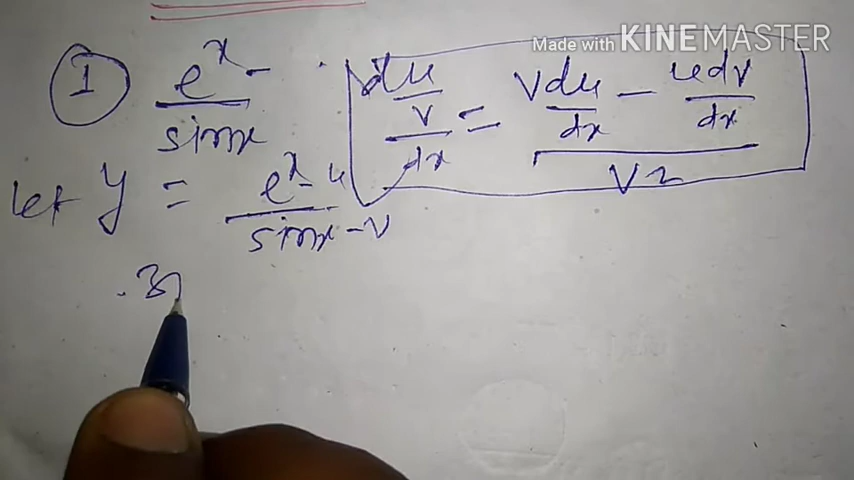 Made with KINEMASTER
① e^x - / sinx
d u/v / dx = (v du/dx - u dv/dx) / v2
let y = e^x - u / sinx - v